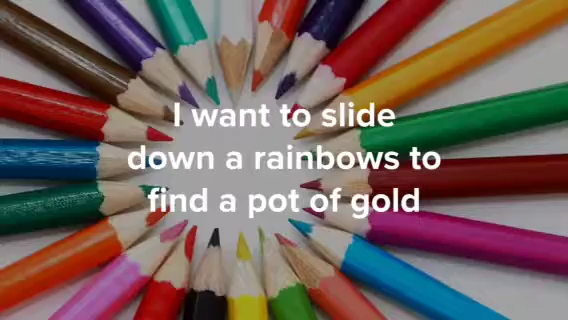 I want to slide
down a rainbows to
find a pot of gold